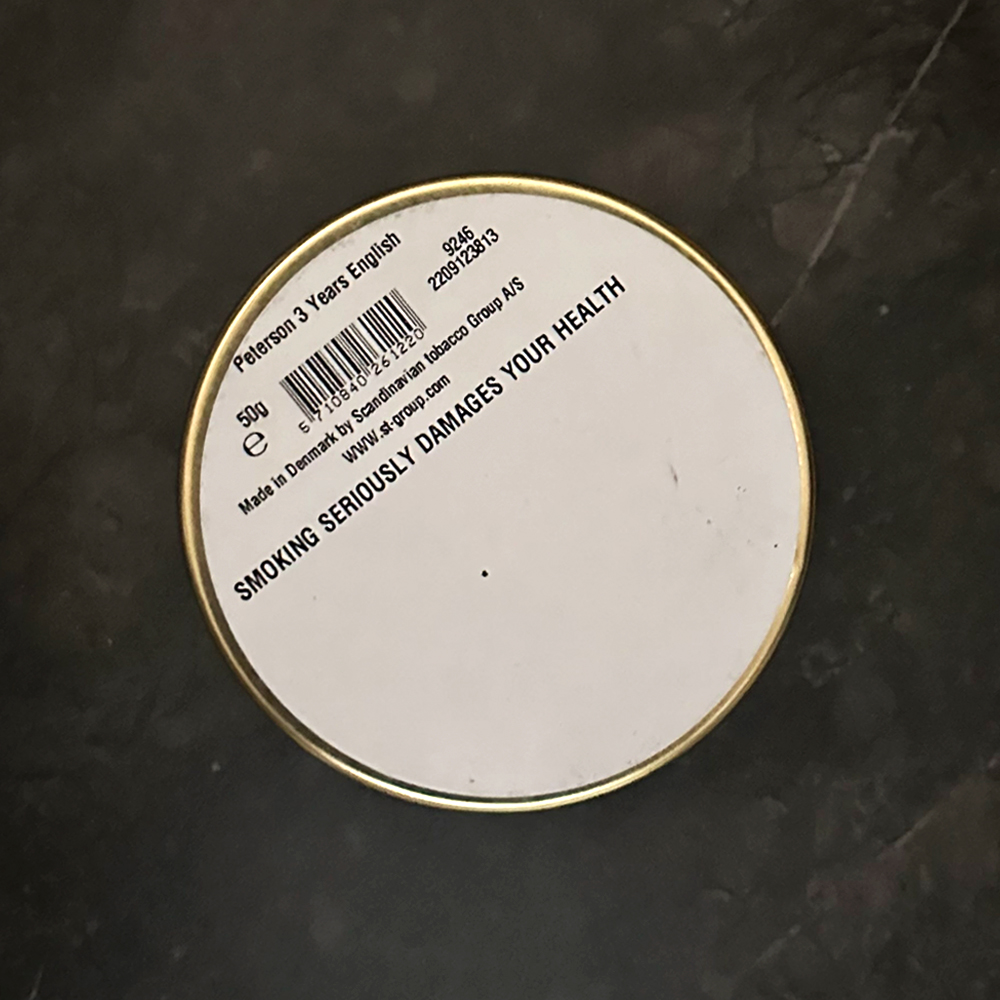 Peterson 3 Years English
9246
2209123813
50g
e
5 710840 261220
Made in Denmark by Scandinavian tobacco Group A/S
WWW.st-group.com
SMOKING SERIOUSLY DAMAGES YOUR HEALTH